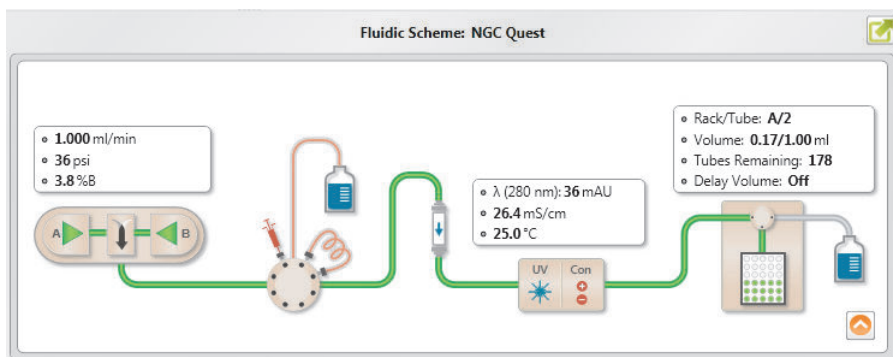 Fluidic Scheme: NGC Quest
1.000 ml/min
36 psi
3.8 %B
A
B
λ (280 nm): 36 mAU
26.4 mS/cm
25.0 °C
UV
Con
Rack/Tube: A/2
Volume: 0.17/1.00 ml
Tubes Remaining: 178
Delay Volume: Off